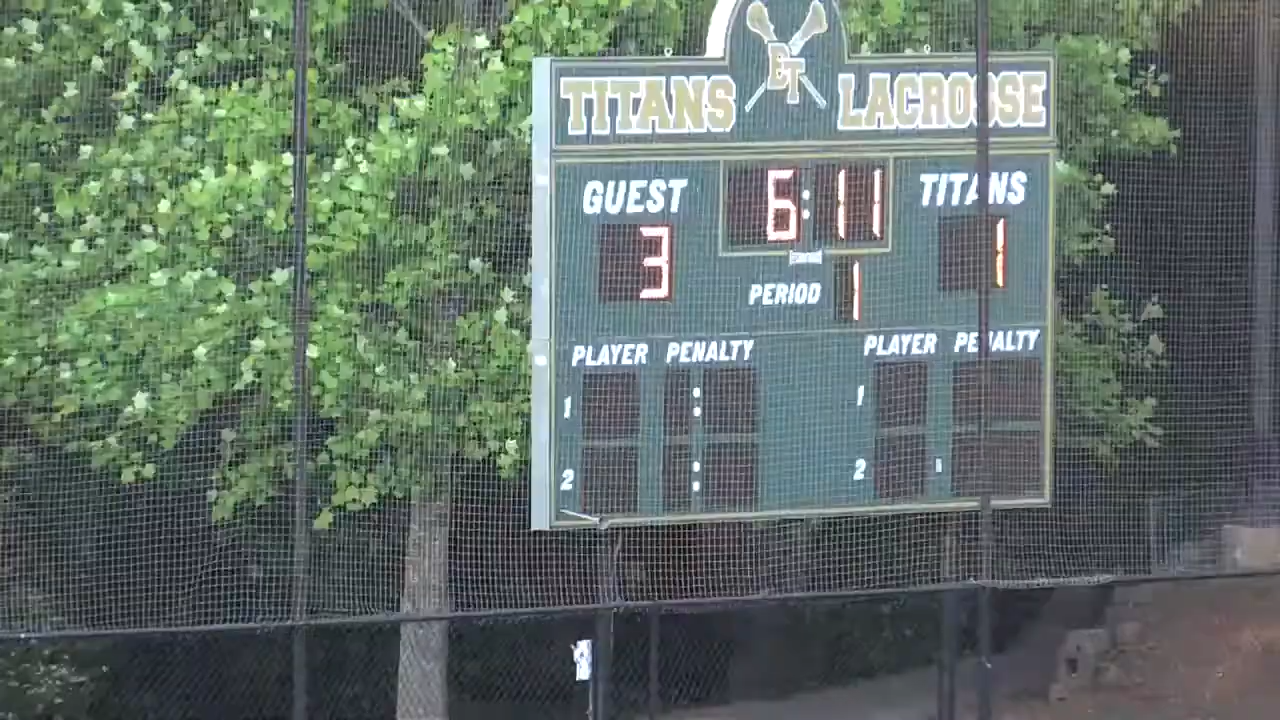 ET
TITANS LACROSSE
GUEST 6:11 TITANS
3 1
PERIOD 1
PLAYER PENALTY PLAYER PENALTY
1 : 1
2 : 2